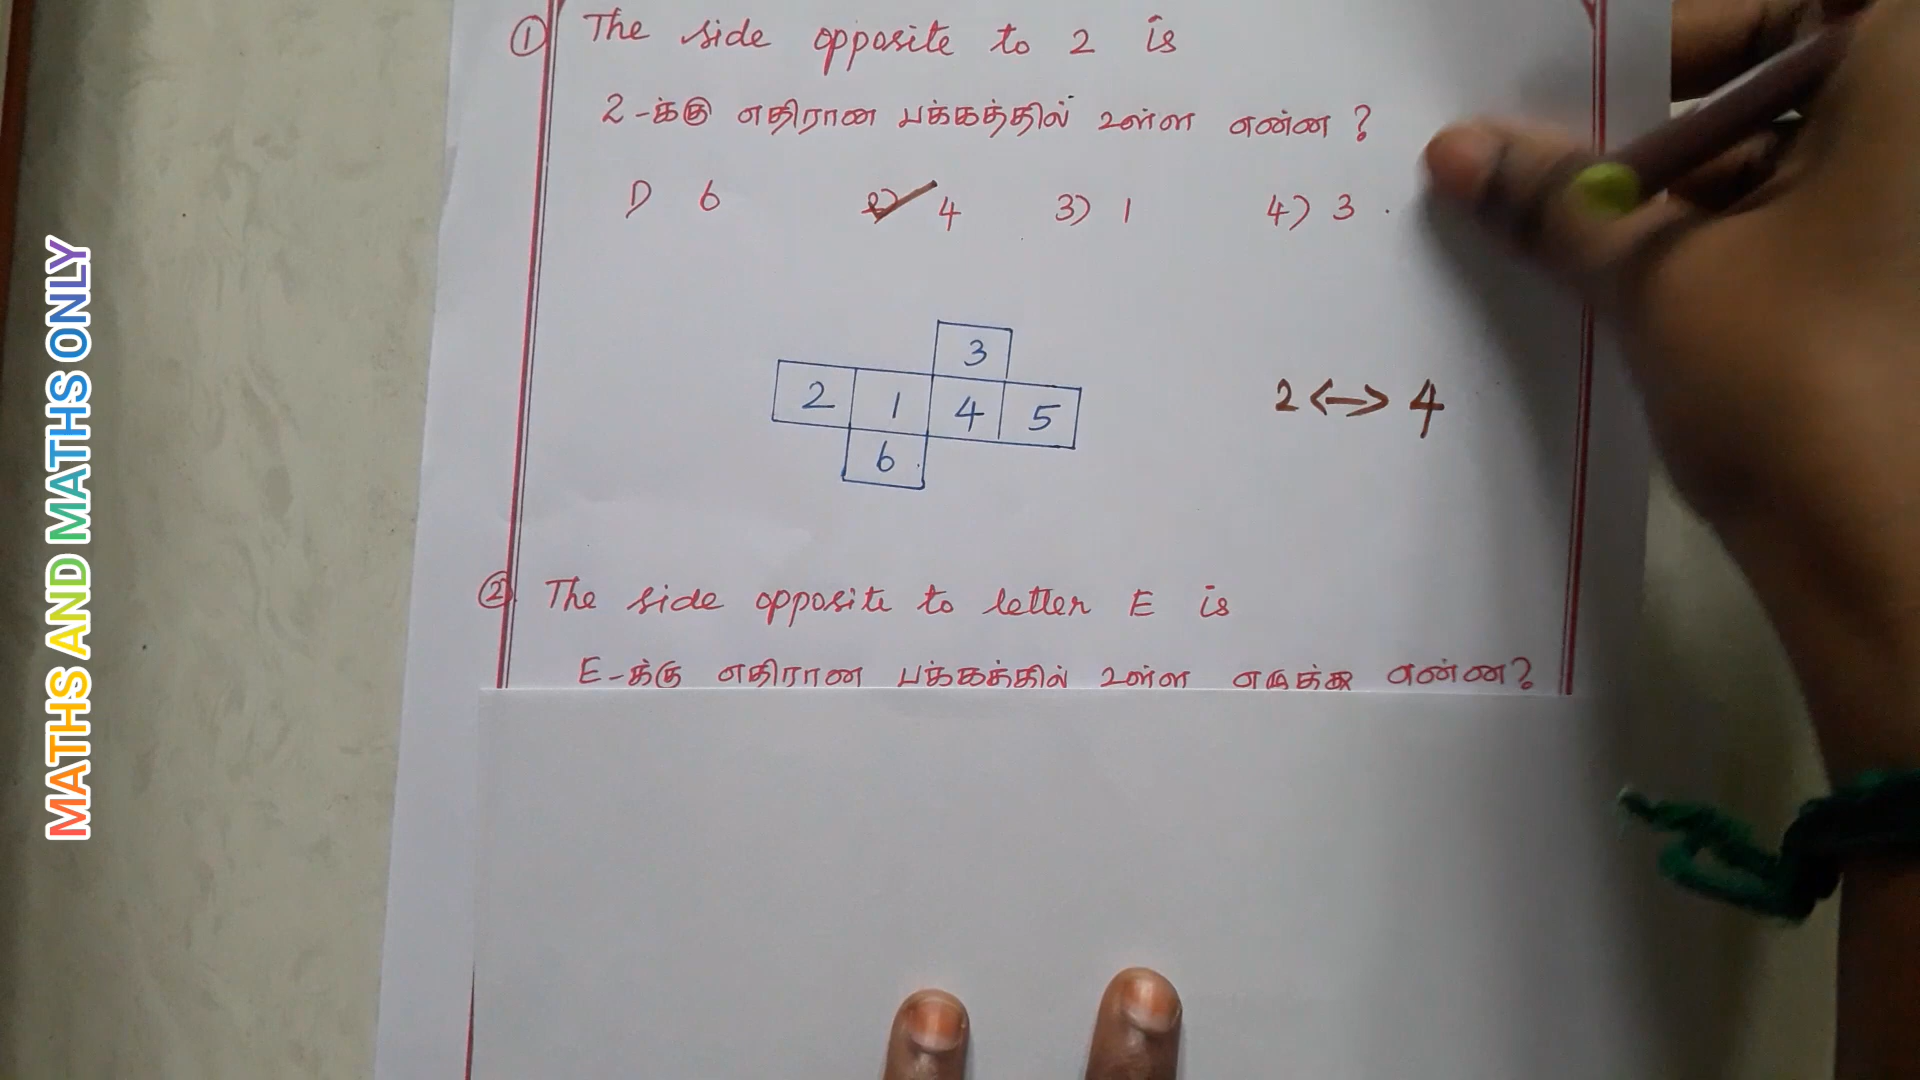 ① The side opposite to 2 is
2-க்கு எதிரான பக்கத்தில் உள்ள எண்ண?
1) 6 2) 4 3) 1 4) 3
3
2 1 4 5
6
2 <-> 4
② The side opposite to letter E is
E-க்கு எதிரான பக்கத்தில் உள்ள எழுத்து எண்ண?
MATHS AND MATHS ONLY